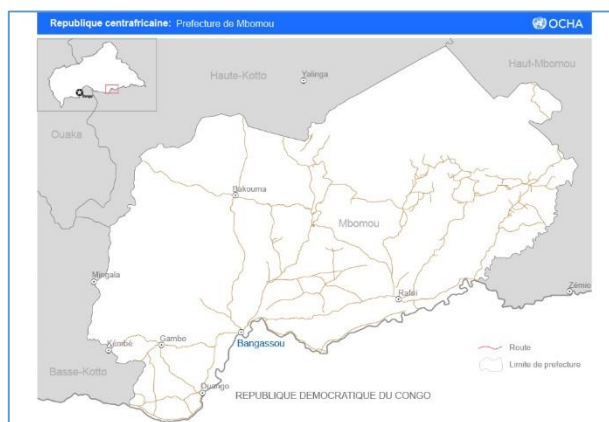 Republique centrafricaine: Prefecture de Mbomou
OCHA
Haute-Kotto
Yalinga
Haut-Mbomou
Ouaka
Bakouma
Mbomou
Mingala
Rafai
Zémio
Bangassou
Gambo
Kémbé
Basse-Kotto
Ouango
REPUBLIQUE DEMOCRATIQUE DU CONGO
Route
Limite de prefecture